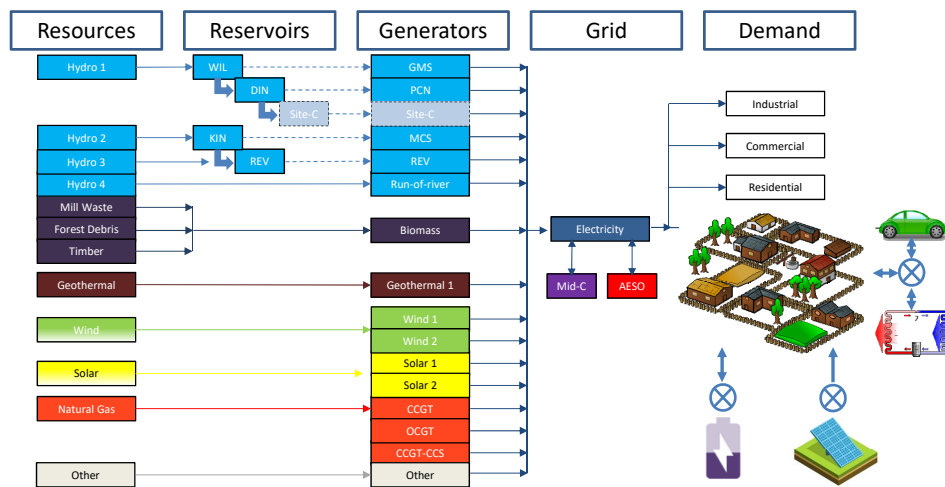 Resources
Reservoirs
Generators
Grid
Demand
Hydro 1
WIL
GMS
DIN
PCN
Site-C
Site-C
Industrial
Hydro 2
KIN
MCS
Commercial
Hydro 3
REV
REV
Hydro 4
Run-of-river
Residential
Mill Waste
Forest Debris
Biomass
Electricity
Timber
Geothermal
Geothermal 1
Mid-C
AESO
Wind
Wind 1
Wind 2
Solar
Solar 1
Solar 2
Natural Gas
CCGT
OCGT
CCGT-CCS
Other
Other